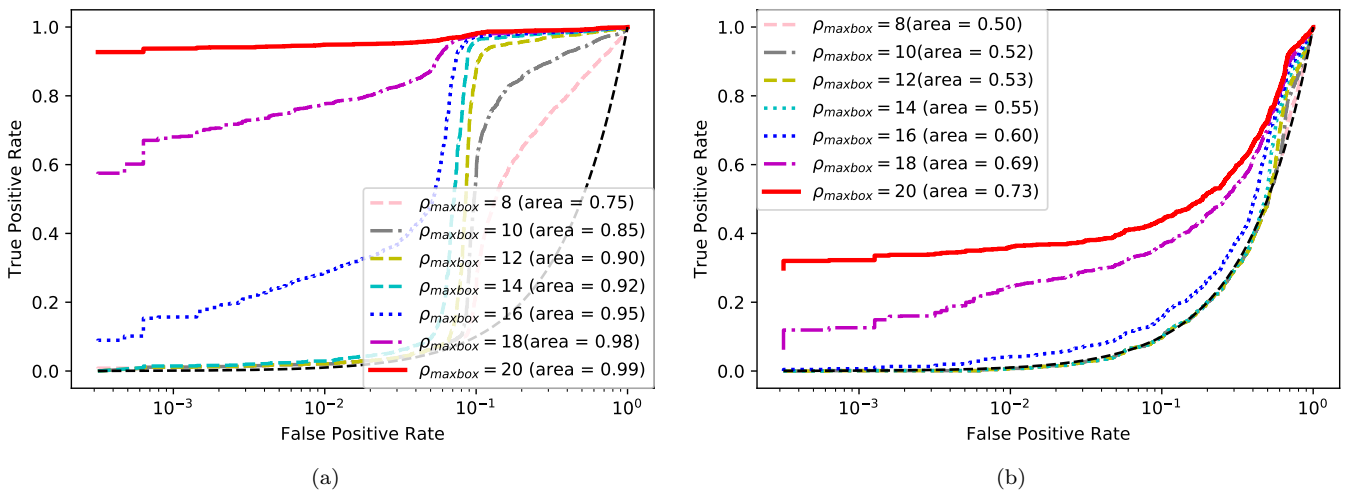 1.0
0.8
0.6
0.4
0.2
0.0
True Positive Rate
ρmaxbox = 8 (area = 0.75)
ρmaxbox = 10 (area = 0.85)
ρmaxbox = 12 (area = 0.90)
ρmaxbox = 14 (area = 0.92)
ρmaxbox = 16 (area = 0.95)
ρmaxbox = 18(area = 0.98)
ρmaxbox = 20 (area = 0.99)
10⁻³ 10⁻² 10⁻¹ 10⁰
False Positive Rate
(a)
1.0
0.8
0.6
0.4
0.2
0.0
True Positive Rate
ρmaxbox = 8(area = 0.50)
ρmaxbox = 10(area = 0.52)
ρmaxbox = 12(area = 0.53)
ρmaxbox = 14 (area = 0.55)
ρmaxbox = 16 (area = 0.60)
ρmaxbox = 18 (area = 0.69)
ρmaxbox = 20 (area = 0.73)
10⁻³ 10⁻² 10⁻¹ 10⁰
False Positive Rate
(b)